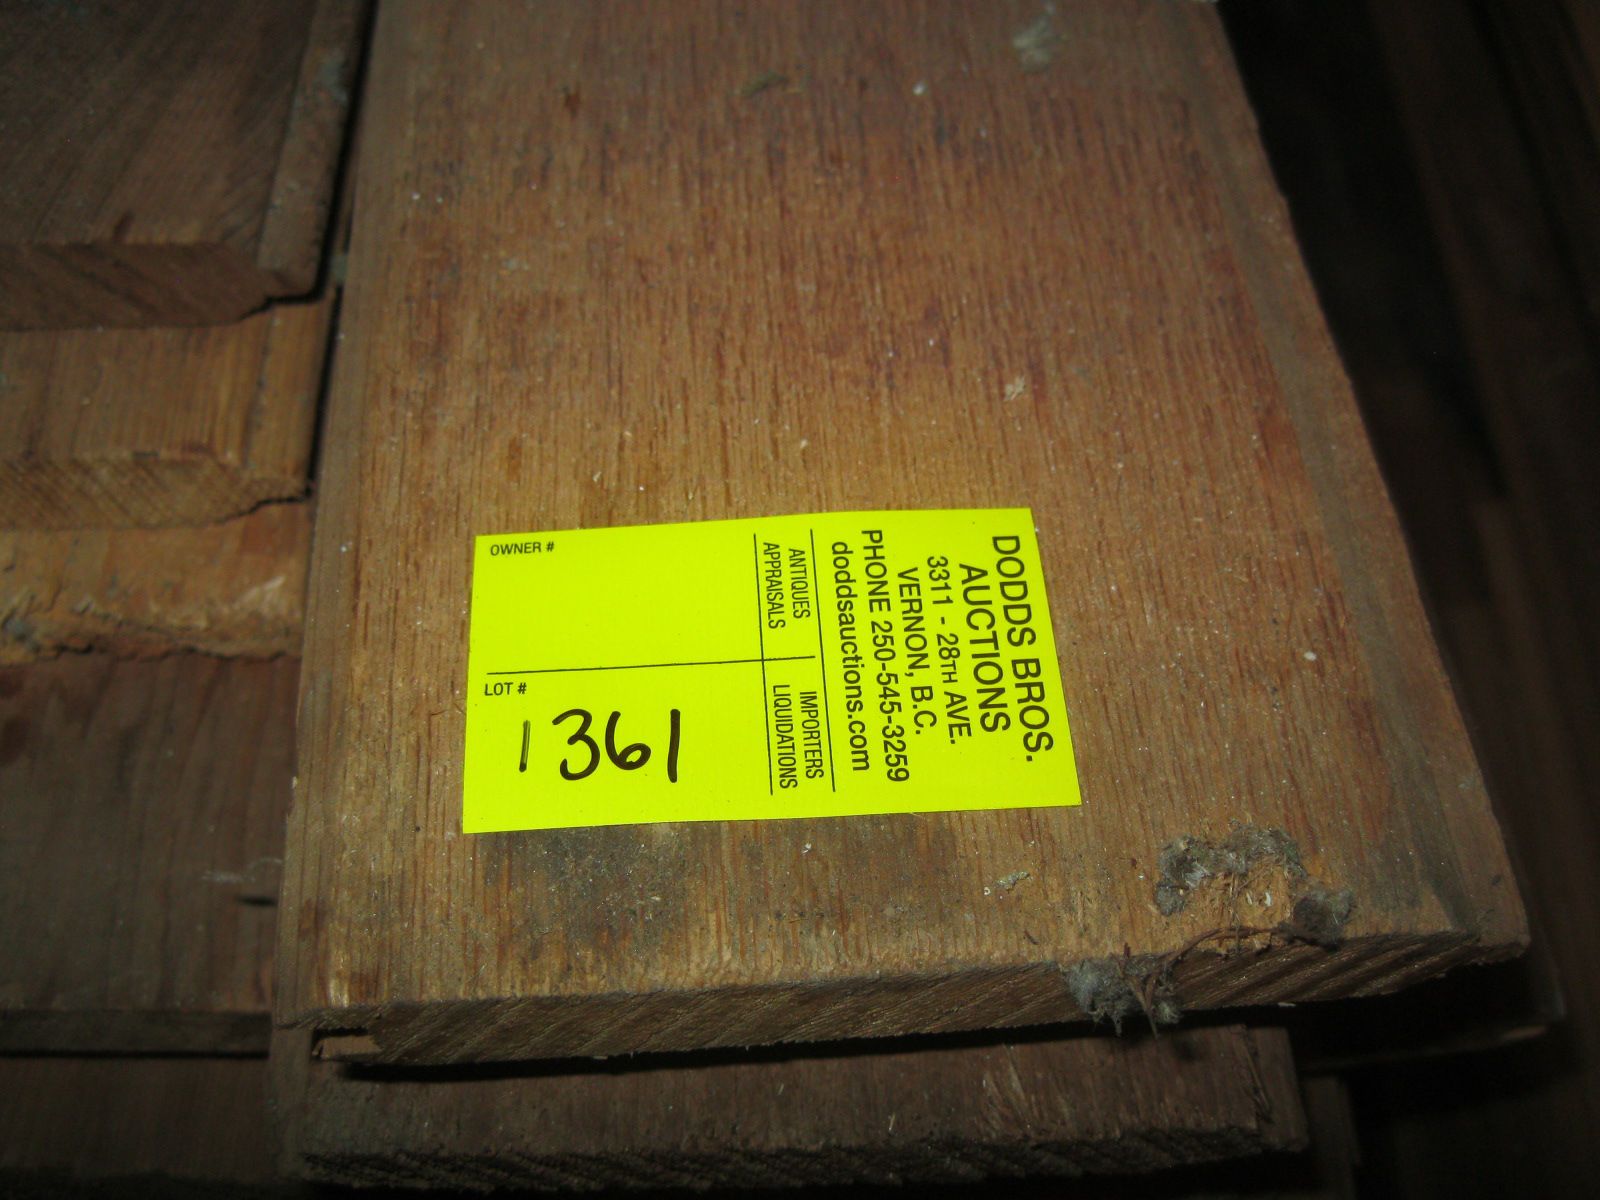 DODDS BROS.
AUCTIONS
3311 - 28TH AVE.
VERNON, B.C.
PHONE 250-545-3259
doddsauctions.com
ANTIQUES
APPRAISALS
IMPORTERS
LIQUIDATIONS
OWNER #
LOT #
1361